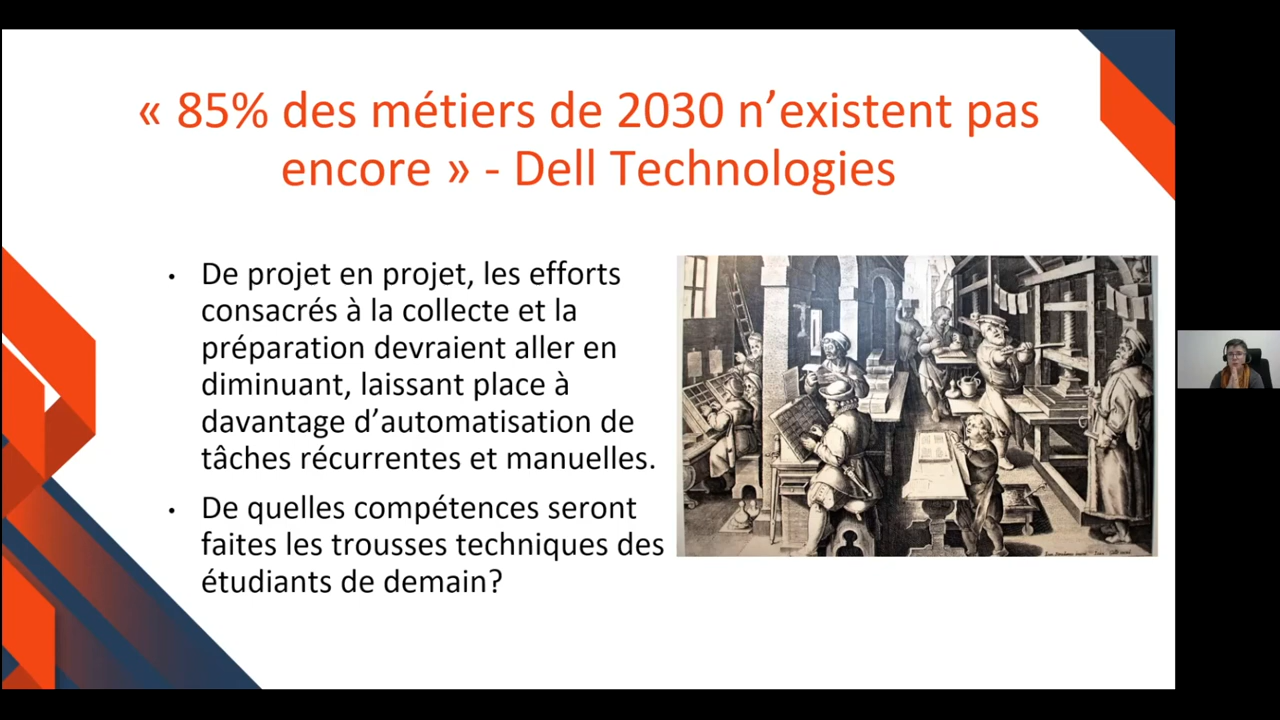 « 85% des métiers de 2030 n’existent pas
encore » - Dell Technologies
• De projet en projet, les efforts
consacrés à la collecte et la
préparation devraient aller en
diminuant, laissant place à
davantage d’automatisation de
tâches récurrentes et manuelles.
• De quelles compétences seront
faites les trousses techniques des
étudiants de demain?